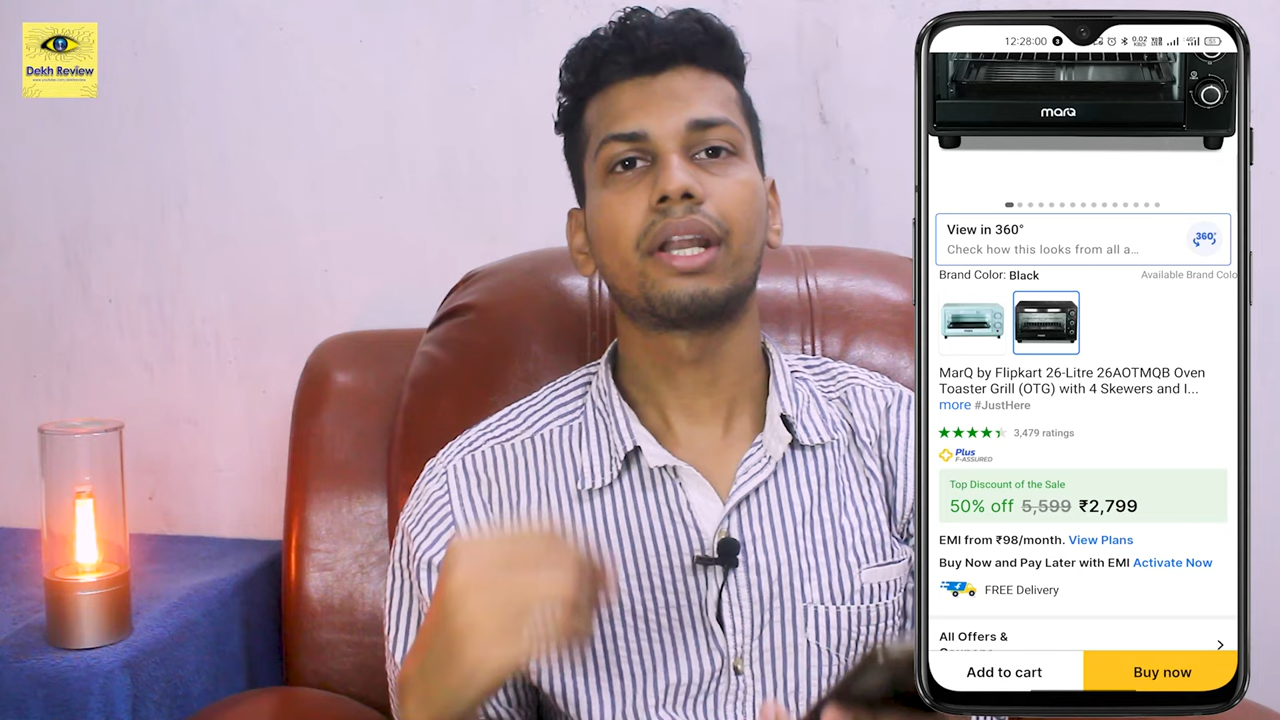 Dekh Review
12:28:00
3
0.02
KB/S
marQ
View in 360°
Check how this looks from all a...
360°
Brand Color: Black
Available Brand Colo
MarQ by Flipkart 26-Litre 26AOTMQB Oven
Toaster Grill (OTG) with 4 Skewers and I...
more #JustHere
3,479 ratings
Plus
F-ASSURED
Top Discount of the Sale
50% off 5,599 ₹2,799
EMI from ₹98/month. View Plans
Buy Now and Pay Later with EMI Activate Now
FREE Delivery
All Offers &
Add to cart
Buy now